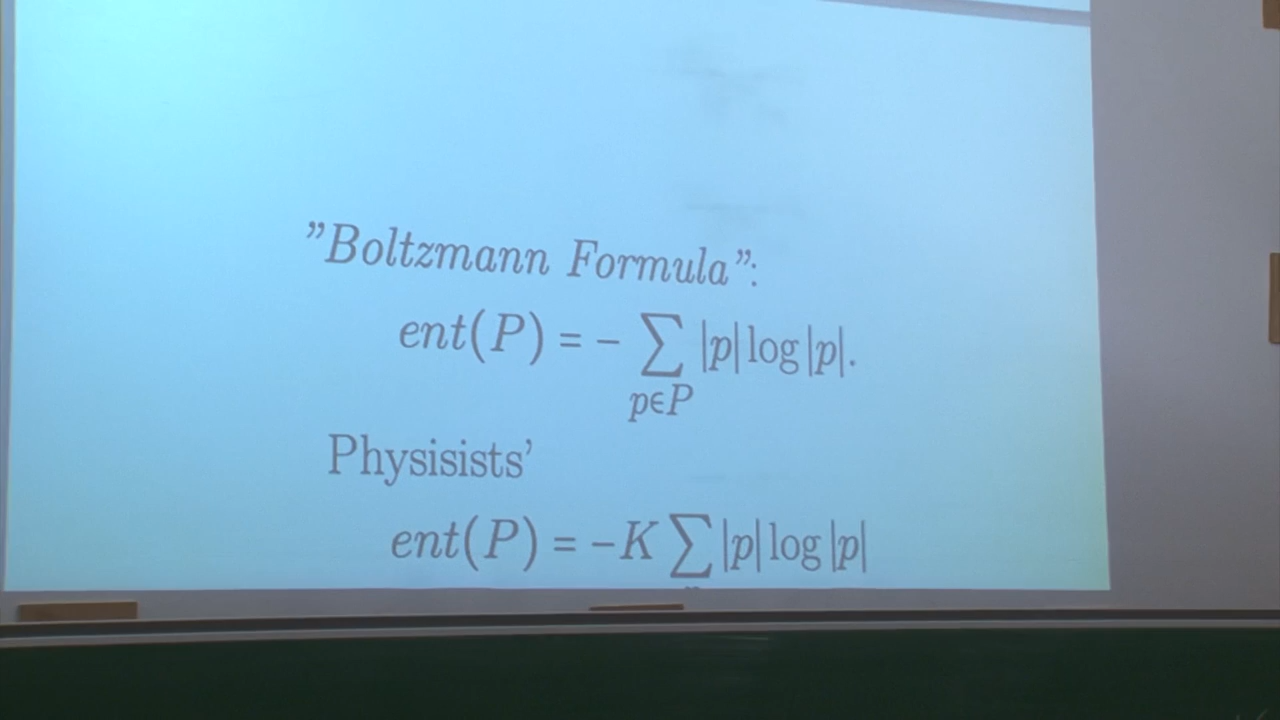 ”Boltzmann Formula”:
ent(P) = − ∑ |p| log |p|.
p∈P
Physisists’
ent(P) = −K ∑ |p| log |p|